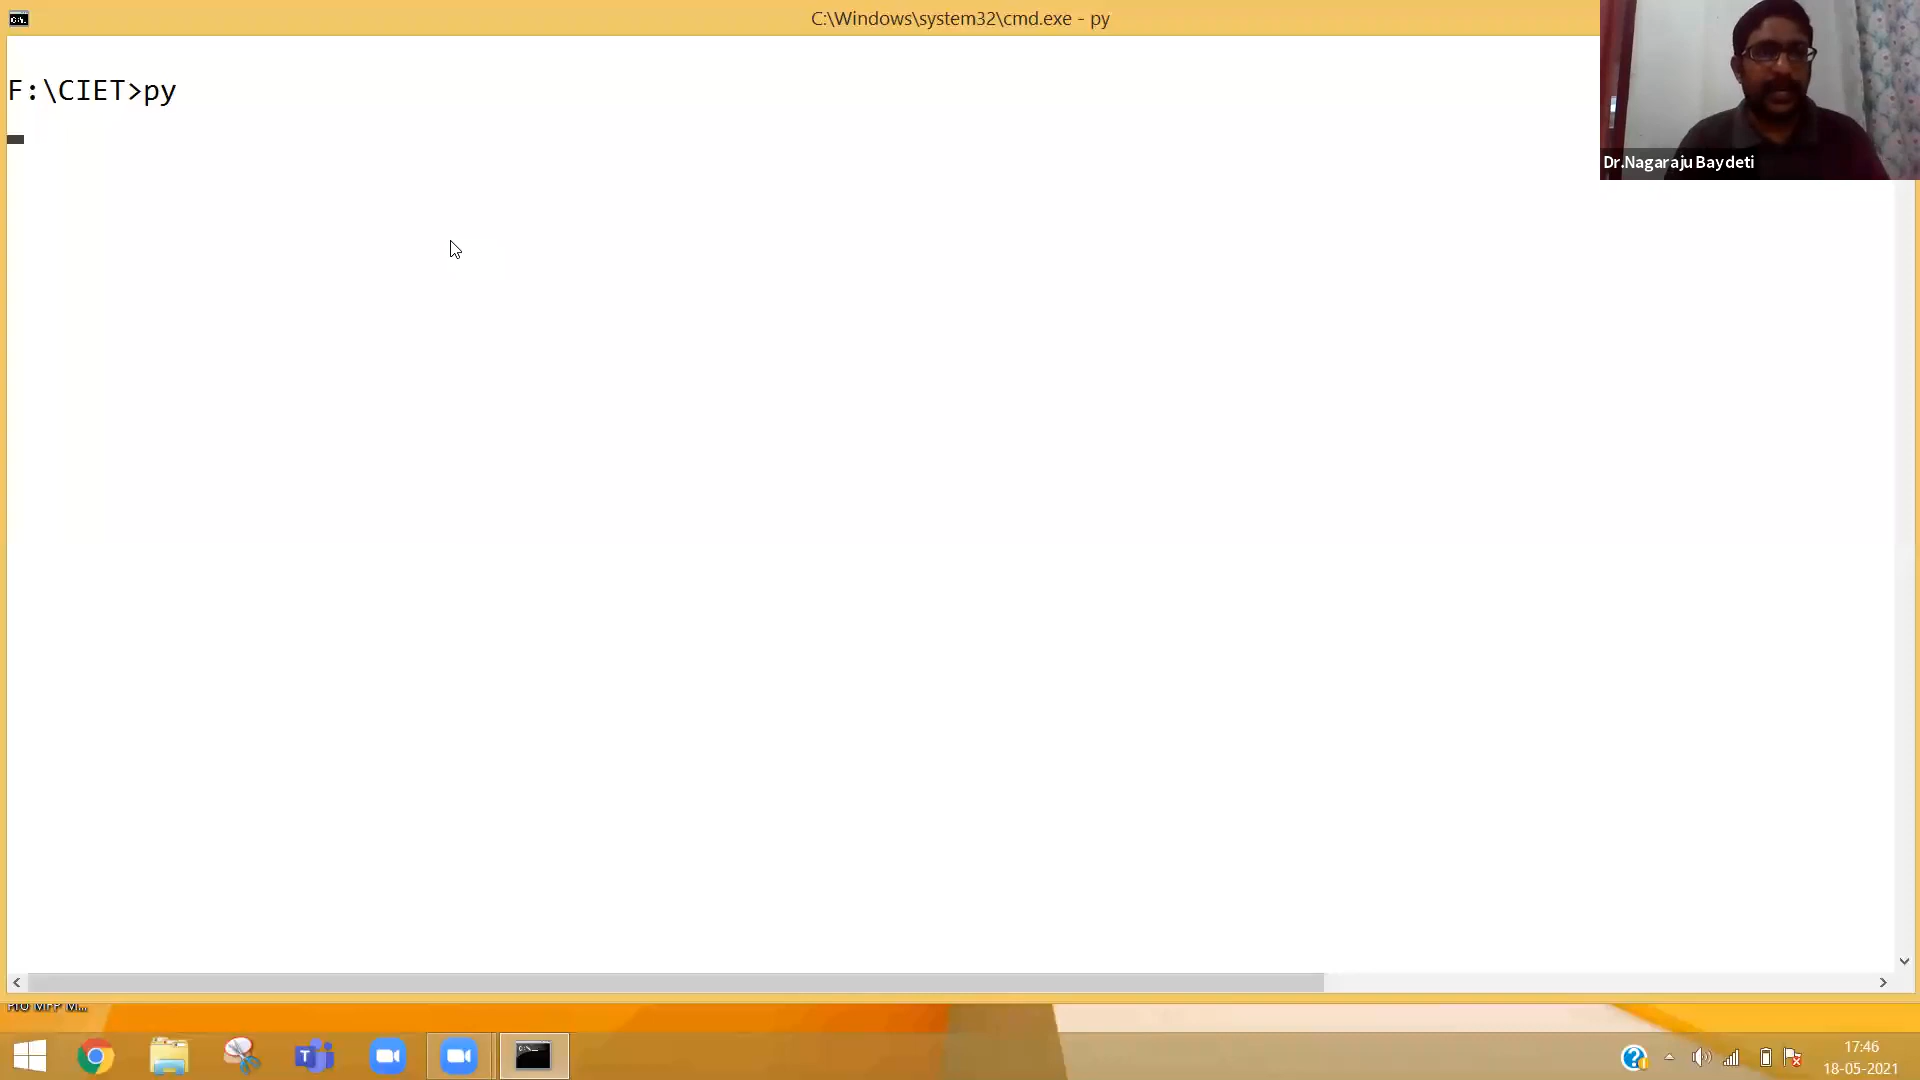 C:\Windows\system32\cmd.exe - py
F:\CIET>py
Dr.Nagaraju Baydeti
17:46
18-05-2021